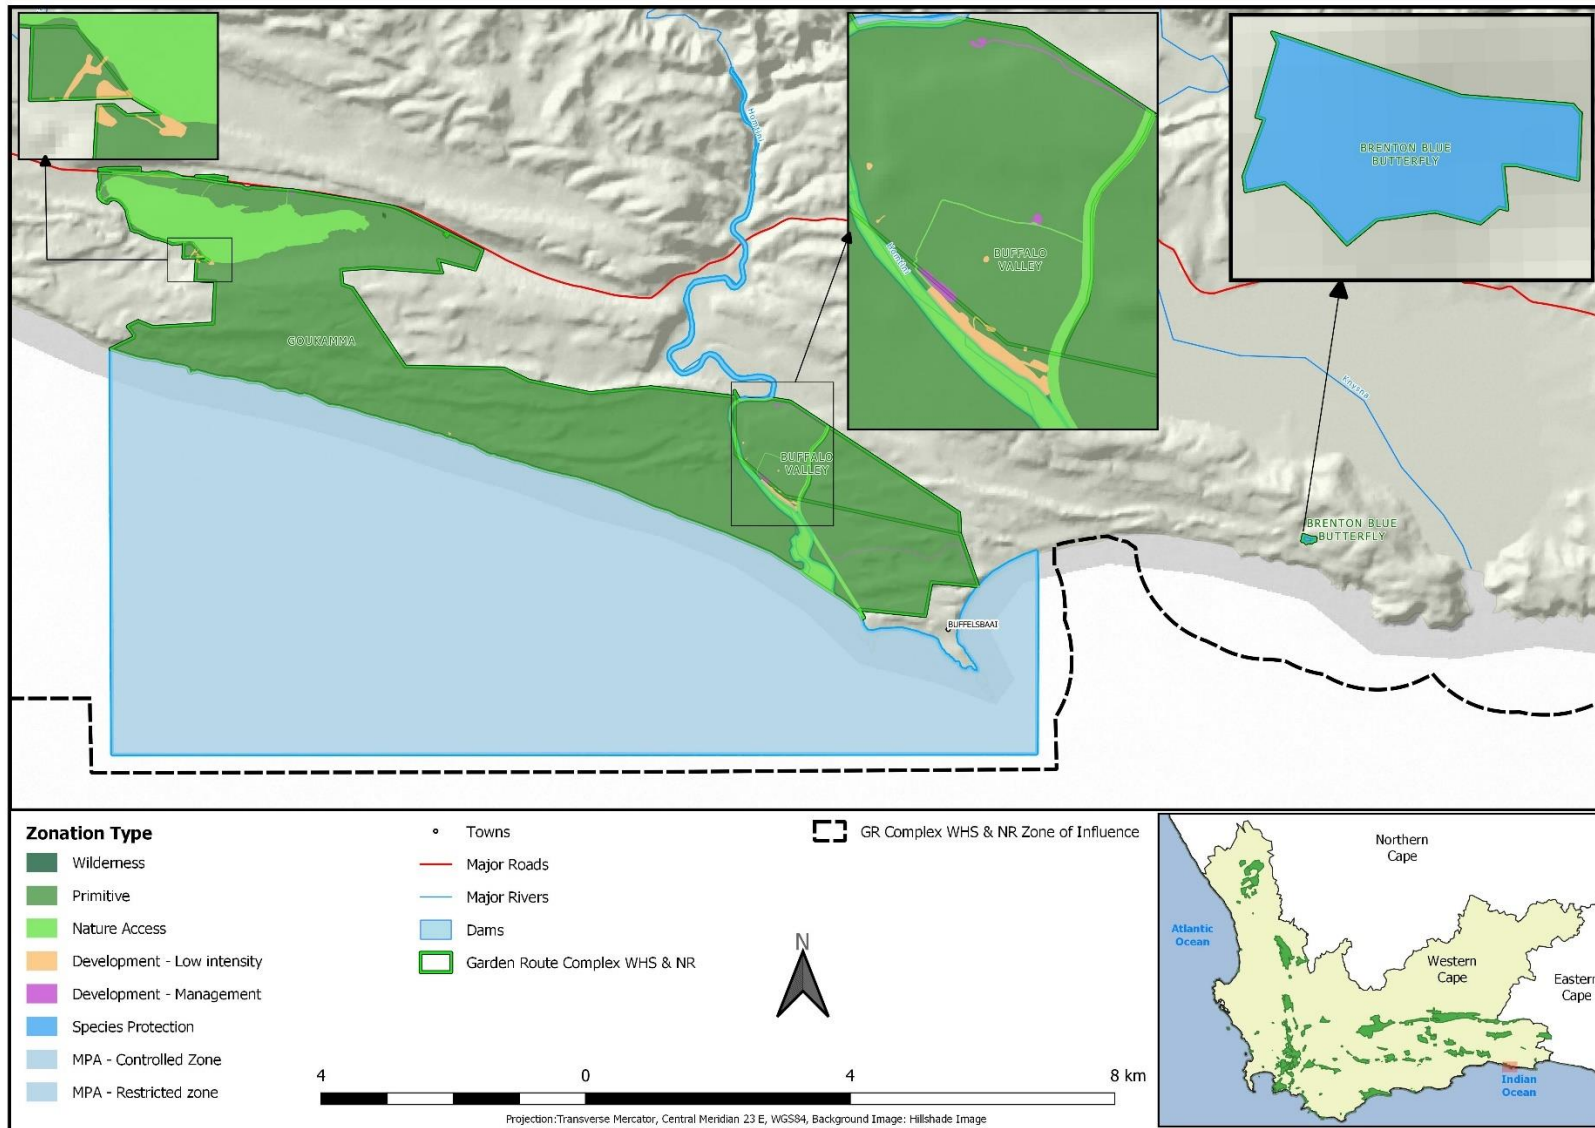 Homtini
GOUKAMMA
BUFFALO
VALLEY
Homtini
BUFFALO
VALLEY
BRENTON BLUE
BUTTERFLY
Knysna
BRENTON BLUE
BUTTERFLY
BUFFELSBAAI
Zonation Type
Wilderness
Primitive
Nature Access
Development - Low intensity
Development - Management
Species Protection
MPA - Controlled Zone
MPA - Restricted zone
Towns
Major Roads
Major Rivers
Dams
Garden Route Complex WHS & NR
GR Complex WHS & NR Zone of Influence
N
4 0 4 8 km
Projection:Transverse Mercator, Central Meridian 23 E, WGS84, Background Image: Hillshade Image
Northern
Cape
Atlantic
Ocean
Western
Cape
Eastern
Cape
Indian
Ocean